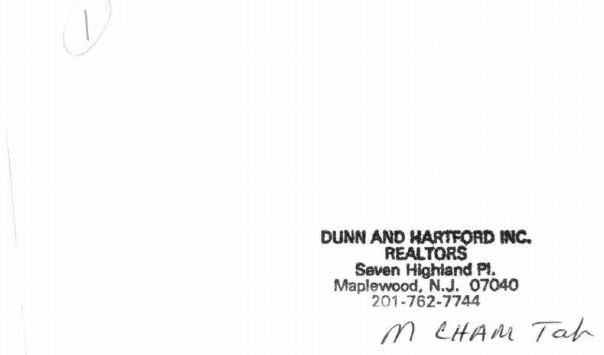 1
DUNN AND HARTFORD INC.
REALTORS
Seven Highland Pl.
Maplewood, N.J. 07040
201-762-7744
M CHAM Tah